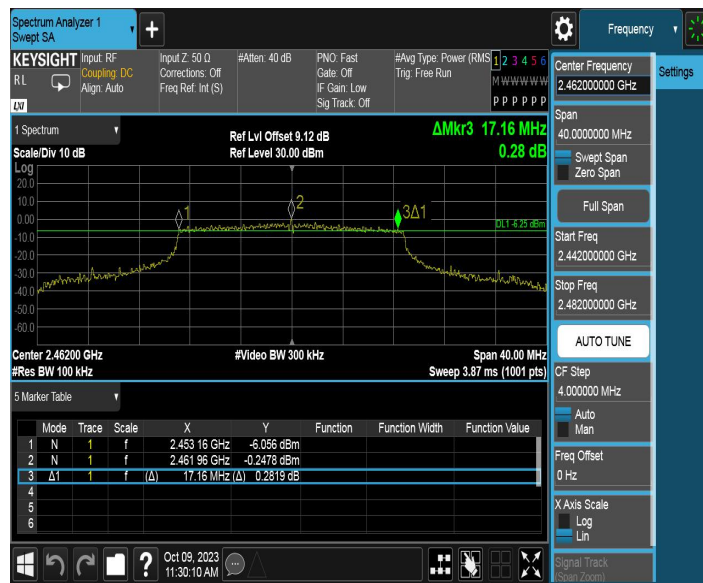 Spectrum Analyzer 1
Swept SA
+
Frequency
KEYSIGHT
RL
LXI
Input: RF
Coupling: DC
Align: Auto
Input Z: 50 Ω
Corrections: Off
Freq Ref: Int (S)
#Atten: 40 dB
PNO: Fast
Gate: Off
IF Gain: Low
Sig Track: Off
#Avg Type: Power (RMS
Trig: Free Run
1 2 3 4 5 6
M W W W W W
P P P P P P
Center Frequency
2.462000000 GHz
Settings
Span
40.0000000 MHz
Swept Span
Zero Span
Full Span
Start Freq
2.442000000 GHz
Stop Freq
2.482000000 GHz
AUTO TUNE
CF Step
4.000000 MHz
Auto
Man
Freq Offset
0 Hz
X Axis Scale
Log
Lin
Signal Track
(Span Zoom)
1 Spectrum
Scale/Div 10 dB
Ref Lvl Offset 9.12 dB
Ref Level 30.00 dBm
ΔMkr3 17.16 MHz
0.28 dB
Log
20.0
10.0
0.00
-10.0
-20.0
-30.0
-40.0
-50.0
-60.0
1
2
3Δ1
DL1 -6.25 dBm
Center 2.46200 GHz
#Video BW 300 kHz
Span 40.00 MHz
#Res BW 100 kHz
Sweep 3.87 ms (1001 pts)
5 Marker Table
Mode Trace Scale X Y Function Function Width Function Value
1 N 1 f 2.453 16 GHz -6.056 dBm
2 N 1 f 2.461 96 GHz -0.2478 dBm
3 Δ1 1 f (Δ) 17.16 MHz (Δ) 0.2819 dB
4
5
6
?
Oct 09, 2023
11:30:10 AM